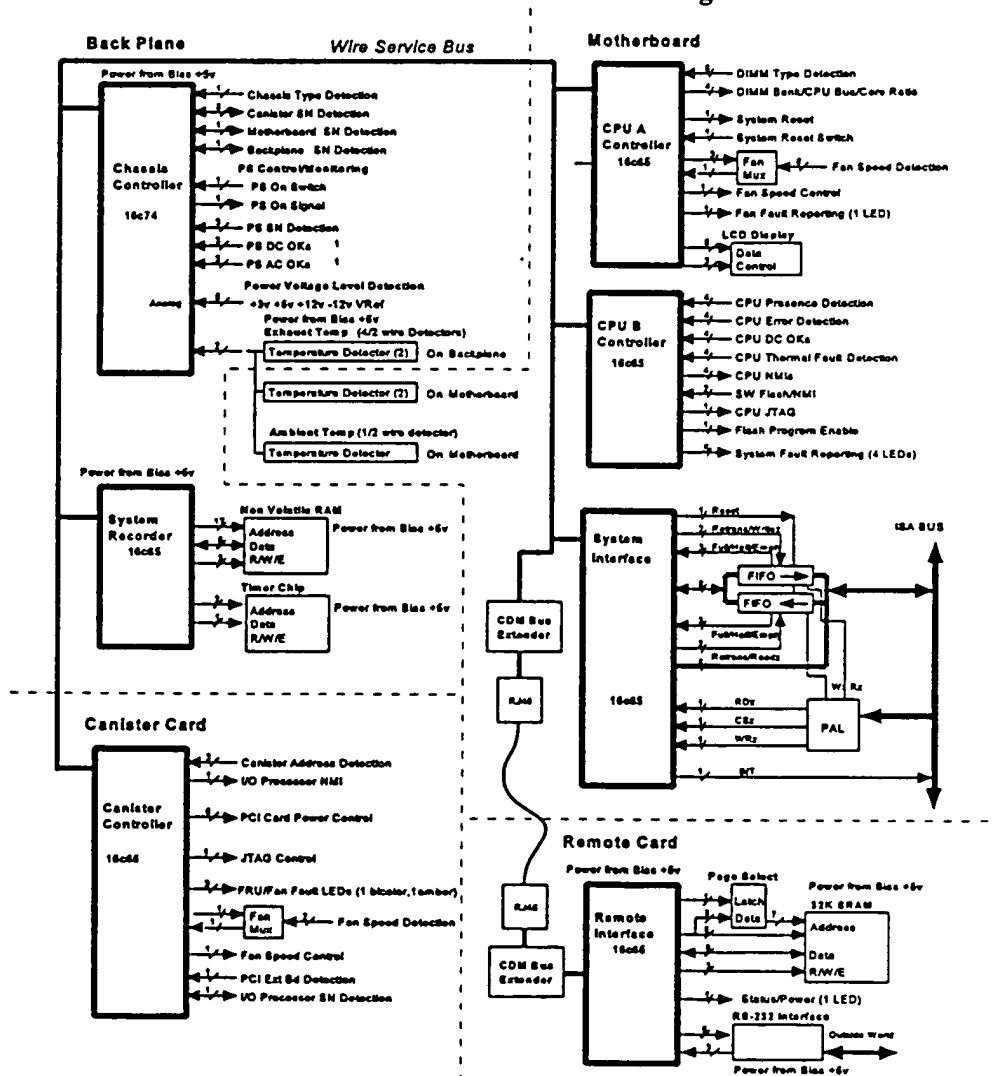 Back Plane
Wire Service Bus
Power from Bias +5v
Chassis Controller
16c74
Analog
Chassis Type Detection
Canister SN Detection
Motherboard SN Detection
Backplane SN Detection
PS Control/Monitoring
PS On Switch
PS On Signal
PS SN Detection
PS DC OKs
PS AC OKs
Power Voltage Level Detection
+3v +5v +12v -12v VRef
Power from Bias +5v
Exhaust Temp (4/2 wire Detectors)
Temperature Detector (2) On Backplane
Temperature Detector (2) On Motherboard
Ambient Temp (1/2 wire detector)
Temperature Detector On Motherboard
Power from Bias +5v
System Recorder
16c65
Non Volatile RAM
Address
Data
R/W/E
Power from Bias +5v
Timer Chip
Address
Data
R/W/E
Power from Bias +5v
Canister Card
Canister Controller
16c65
Canister Address Detection
I/O Processor NMI
PCI Card Power Control
JTAG Control
FRU/Fan Fault LEDs (1 bicolor, 1 amber)
Fan Mux
Fan Speed Detection
Fan Speed Control
PCI Ext Bd Detection
I/O Processor SN Detection
Motherboard
CPU A Controller
16c65
DIMM Type Detection
DIMM Bank/CPU Bus/Core Ratio
System Reset
System Reset Switch
Fan Mux
Fan Speed Detection
Fan Speed Control
Fan Fault Reporting (1 LED)
LCD Display
Data
Control
CPU B Controller
16c65
CPU Presence Detection
CPU Error Detection
CPU DC OKs
CPU Thermal Fault Detection
CPU NMIs
SW Flash/NMI
CPU JTAG
Flash Program Enable
System Fault Reporting (4 LEDs)
System Interface
16c65
Reset
Retrans/Writez
Full/Half/Empty
FIFO
FIFO
Full/Half/Empty
Retrans/Readz
ISA BUS
PAL
RDz
CSz
WRz
INT
CDM Bus Extender
RJ45
RJ45
CDM Bus Extender
Remote Card
Power from Bias +5v
Remote Interface
16c65
Page Select
Latch
Data
Power from Bias +5v
32K SRAM
Address
Data
R/W/E
Status/Power (1 LED)
RS-232 Interface
Outside World
Power from Bias +5v